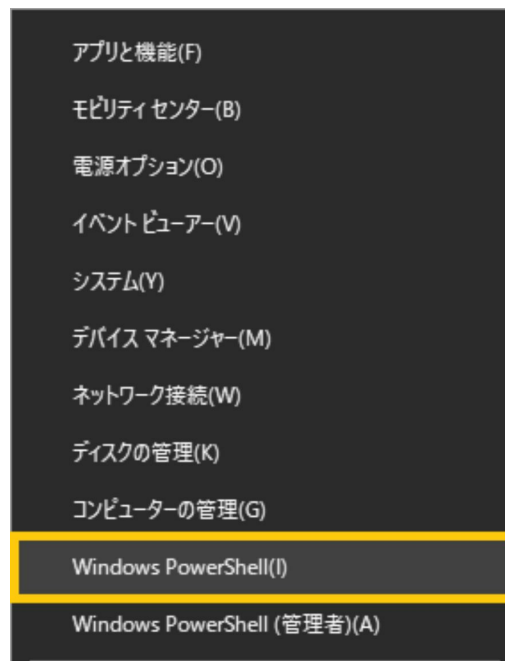 アプリと機能(F)
モビリティ センター(B)
電源オプション(O)
イベント ビューアー(V)
システム(Y)
デバイス マネージャー(M)
ネットワーク接続(W)
ディスクの管理(K)
コンピューターの管理(G)
Windows PowerShell(I)
Windows PowerShell (管理者)(A)